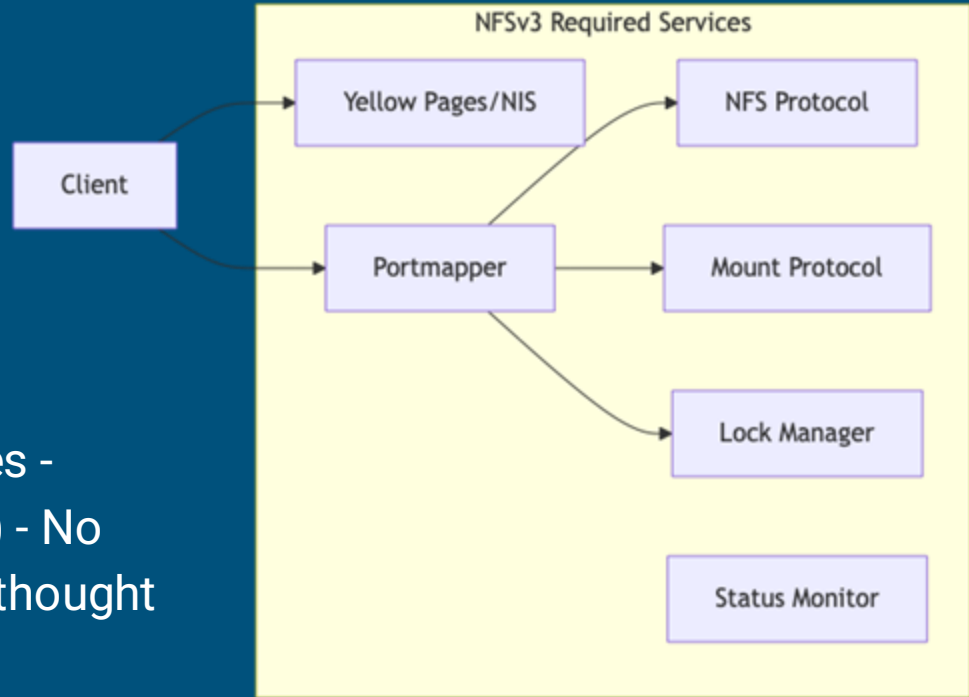 NFSv3 Required Services
Yellow Pages/NIS
NFS Protocol
Client
Portmapper
Mount Protocol
Lock Manager
Status Monitor
- No
thought